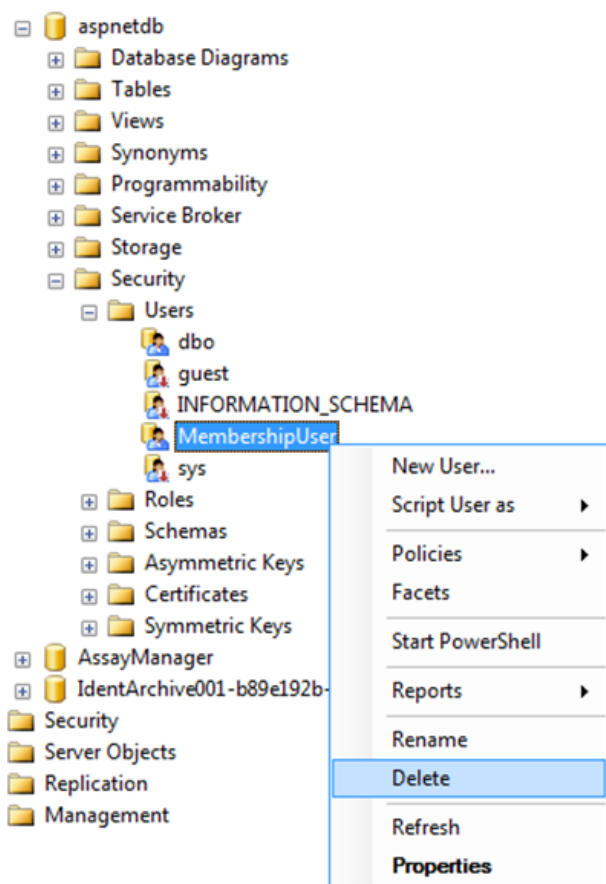 aspnetdb
Database Diagrams
Tables
Views
Synonyms
Programmability
Service Broker
Storage
Security
Users
dbo
guest
INFORMATION_SCHEMA
MembershipUser
sys
Roles
Schemas
Asymmetric Keys
Certificates
Symmetric Keys
AssayManager
IdentArchive001-b89e192b-
Security
Server Objects
Replication
Management
New User...
Script User as
Policies
Facets
Start PowerShell
Reports
Rename
Delete
Refresh
Properties